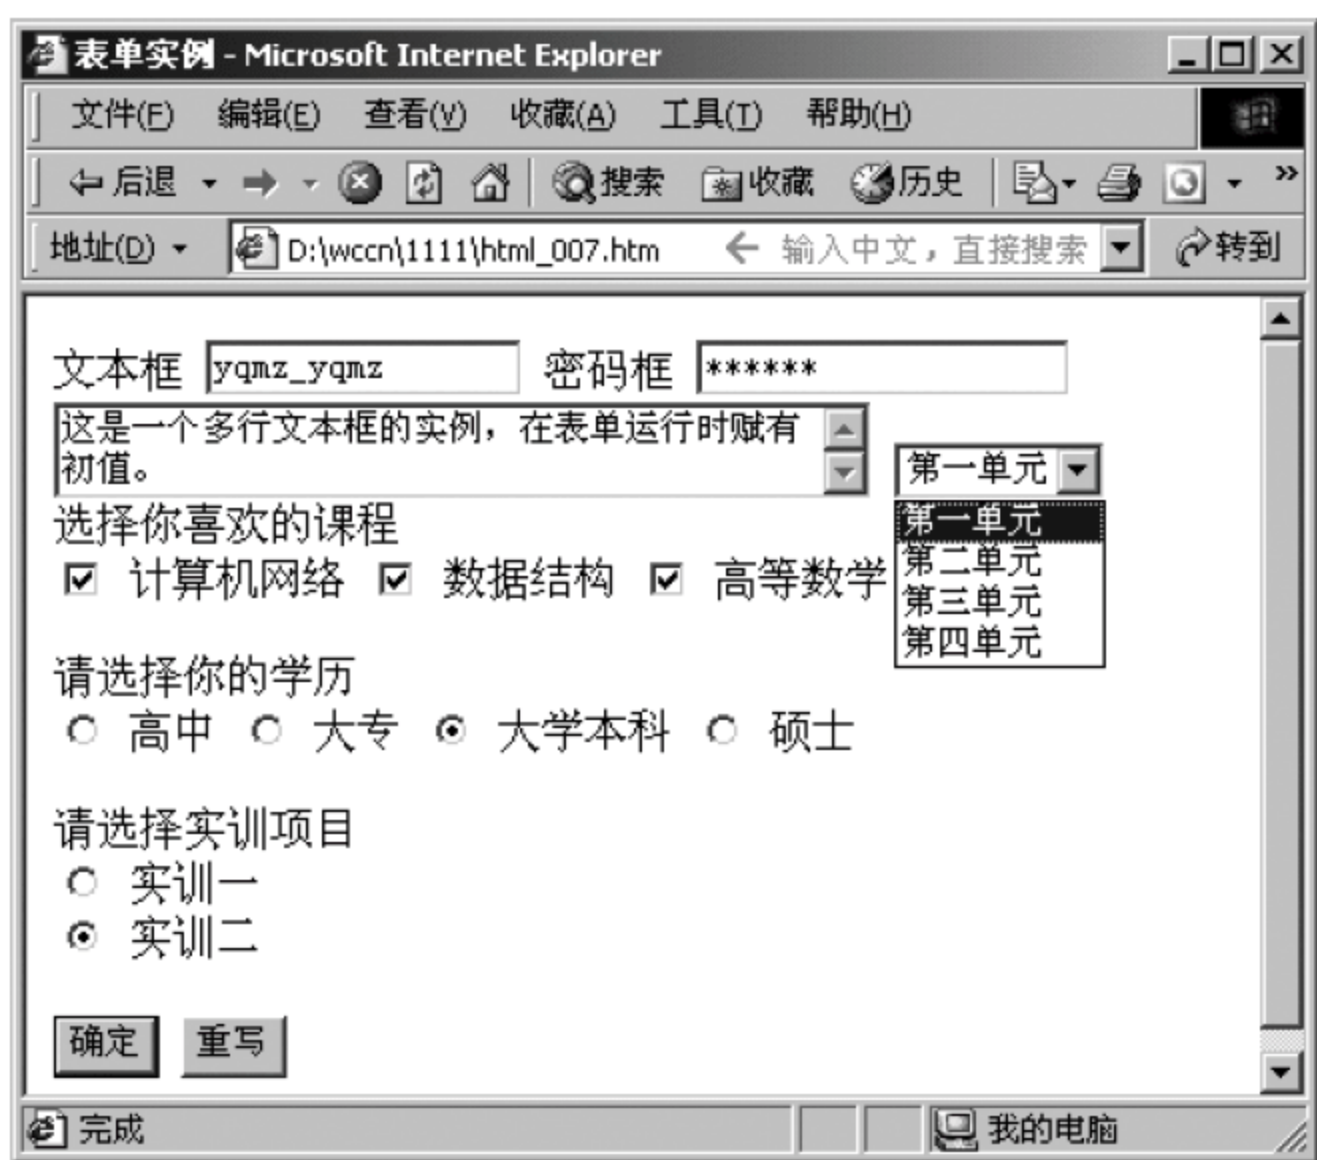 表单实例 - Microsoft Internet Explorer
文件(F) 编辑(E) 查看(V) 收藏(A) 工具(T) 帮助(H)
后退 搜索 收藏 历史 »
地址(D) D:\wccn\1111\html_007.htm 输入中文，直接搜索 转到
文本框 yqmz_yqmz 密码框 ******
这是一个多行文本框的实例，在表单运行时赋有
初值。
第一单元
选择你喜欢的课程
计算机网络 数据结构 高等数学
第一单元
第二单元
第三单元
第四单元
请选择你的学历
高中 大专 大学本科 硕士
请选择实训项目
实训一
实训二
确定 重写
完成 我的电脑